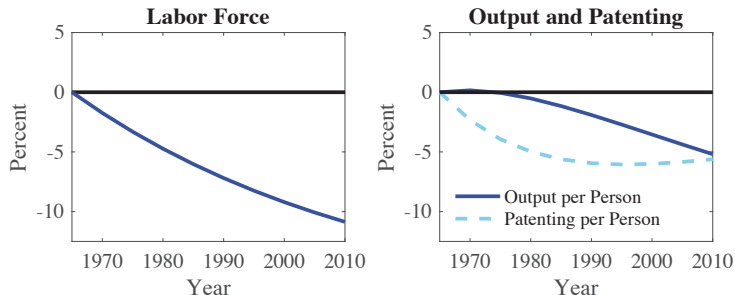 Labor Force
5
0
-5
-10
Percent
1970 1980 1990 2000 2010
Year
Output and Patenting
5
0
-5
-10
Percent
Output per Person
Patenting per Person
1970 1980 1990 2000 2010
Year